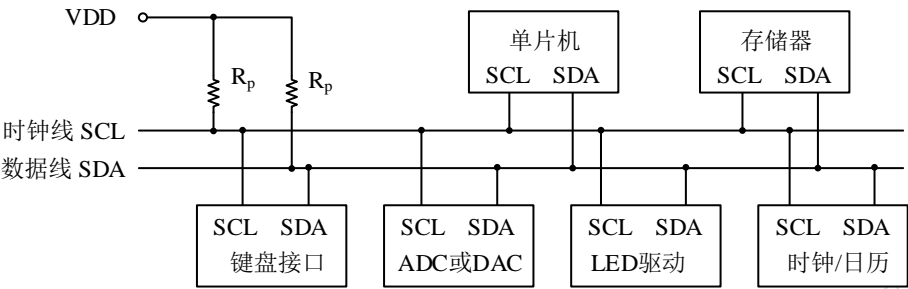 VDD
单片机
SCL SDA
存储器
SCL SDA
Rp
Rp
时钟线 SCL
数据线 SDA
SCL SDA
键盘接口
SCL SDA
ADC或DAC
SCL SDA
LED驱动
SCL SDA
时钟/日历